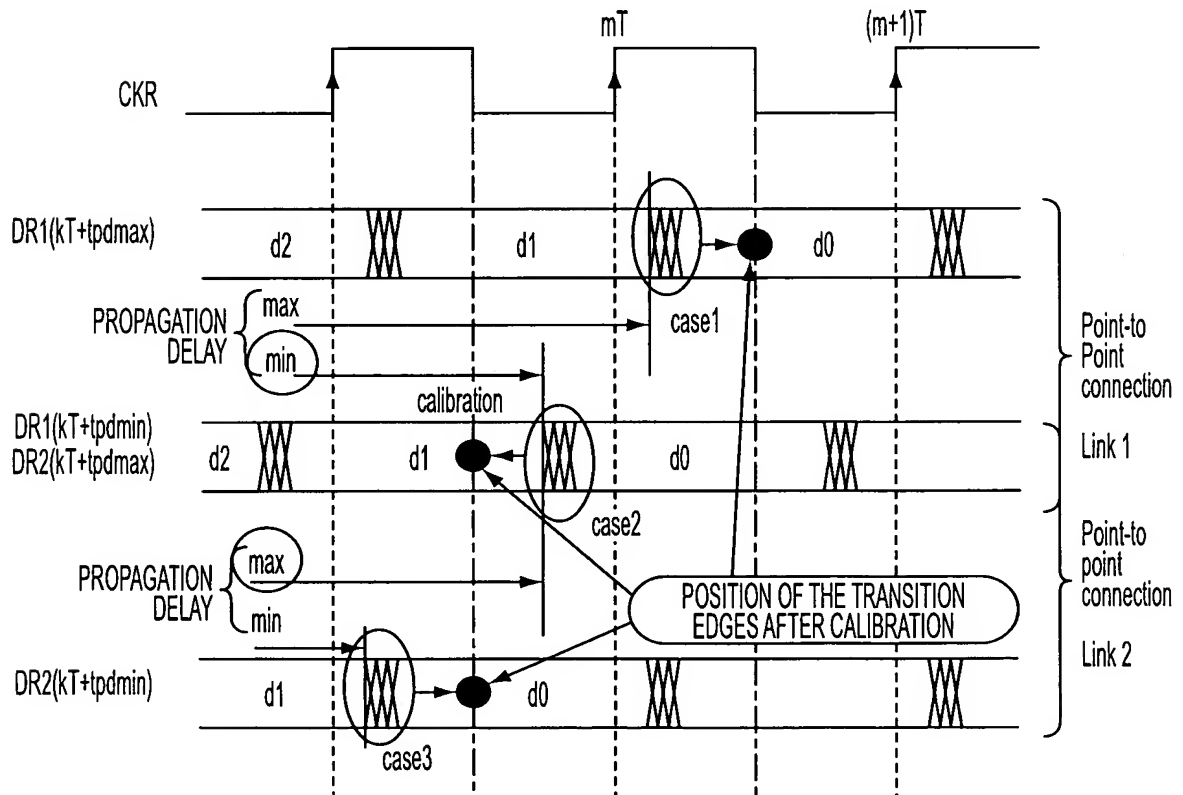 mT
(m+1)T
CKR
DR1(kT+tpdmax)
d2
d1
d0
PROPAGATION
DELAY
max
min
case1
Point-to
Point
connection
Link 1
calibration
DR1(kT+tpdmin)
DR2(kT+tpdmax)
d2
d1
d0
case2
PROPAGATION
DELAY
max
min
POSITION OF THE TRANSITION
EDGES AFTER CALIBRATION
Point-to
point
connection
Link 2
DR2(kT+tpdmin)
d1
d0
case3